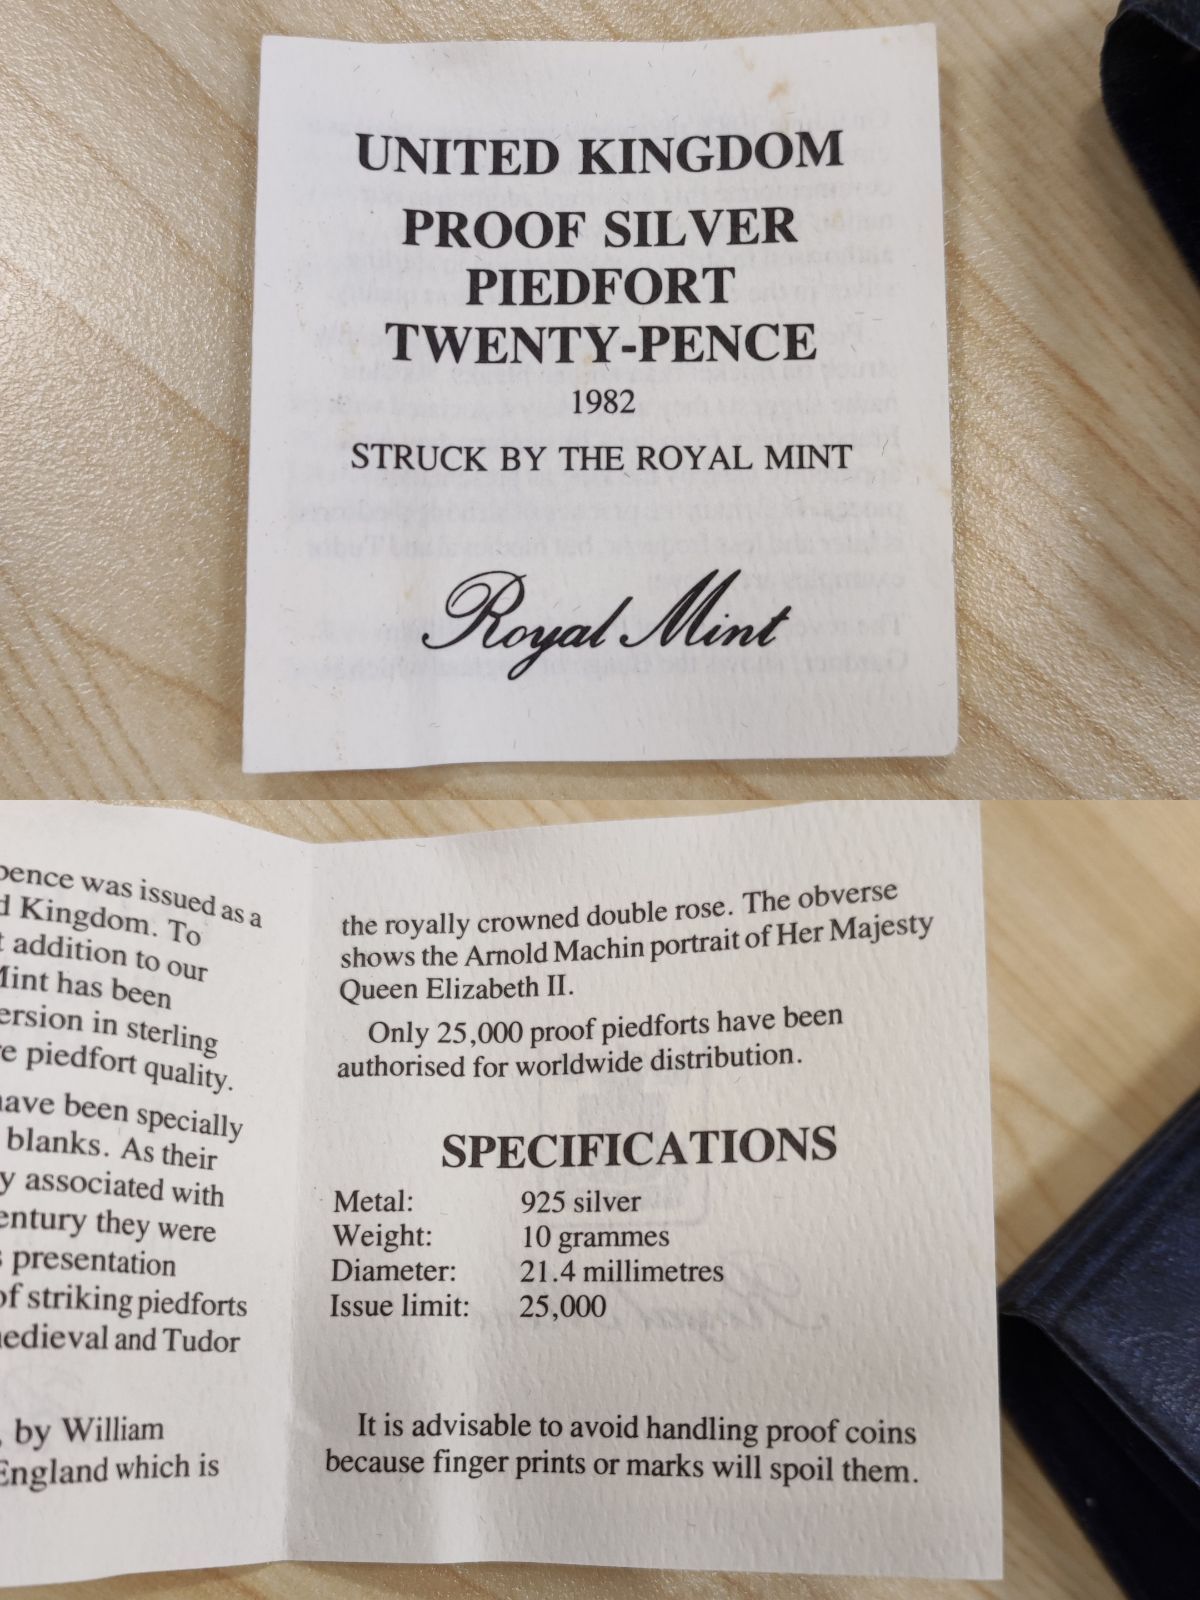 UNITED KINGDOM
PROOF SILVER
PIEDFORT
TWENTY-PENCE
1982
STRUCK BY THE ROYAL MINT
Royal Mint
pence was issued as a
Kingdom. To
addition to our
Mint has been
in sterling
piedfort quality.
have been specially
blanks. As their
associated with
they were
presentation
of striking piedforts
medieval and Tudor
, by William
England which is
the royally crowned double rose. The obverse
shows the Arnold Machin portrait of Her Majesty
Queen Elizabeth II.
Only 25,000 proof piedforts have been
authorised for worldwide distribution.
SPECIFICATIONS
Metal: 925 silver
Weight: 10 grammes
Diameter: 21.4 millimetres
Issue limit: 25,000
It is advisable to avoid handling proof coins
because finger prints or marks will spoil them.